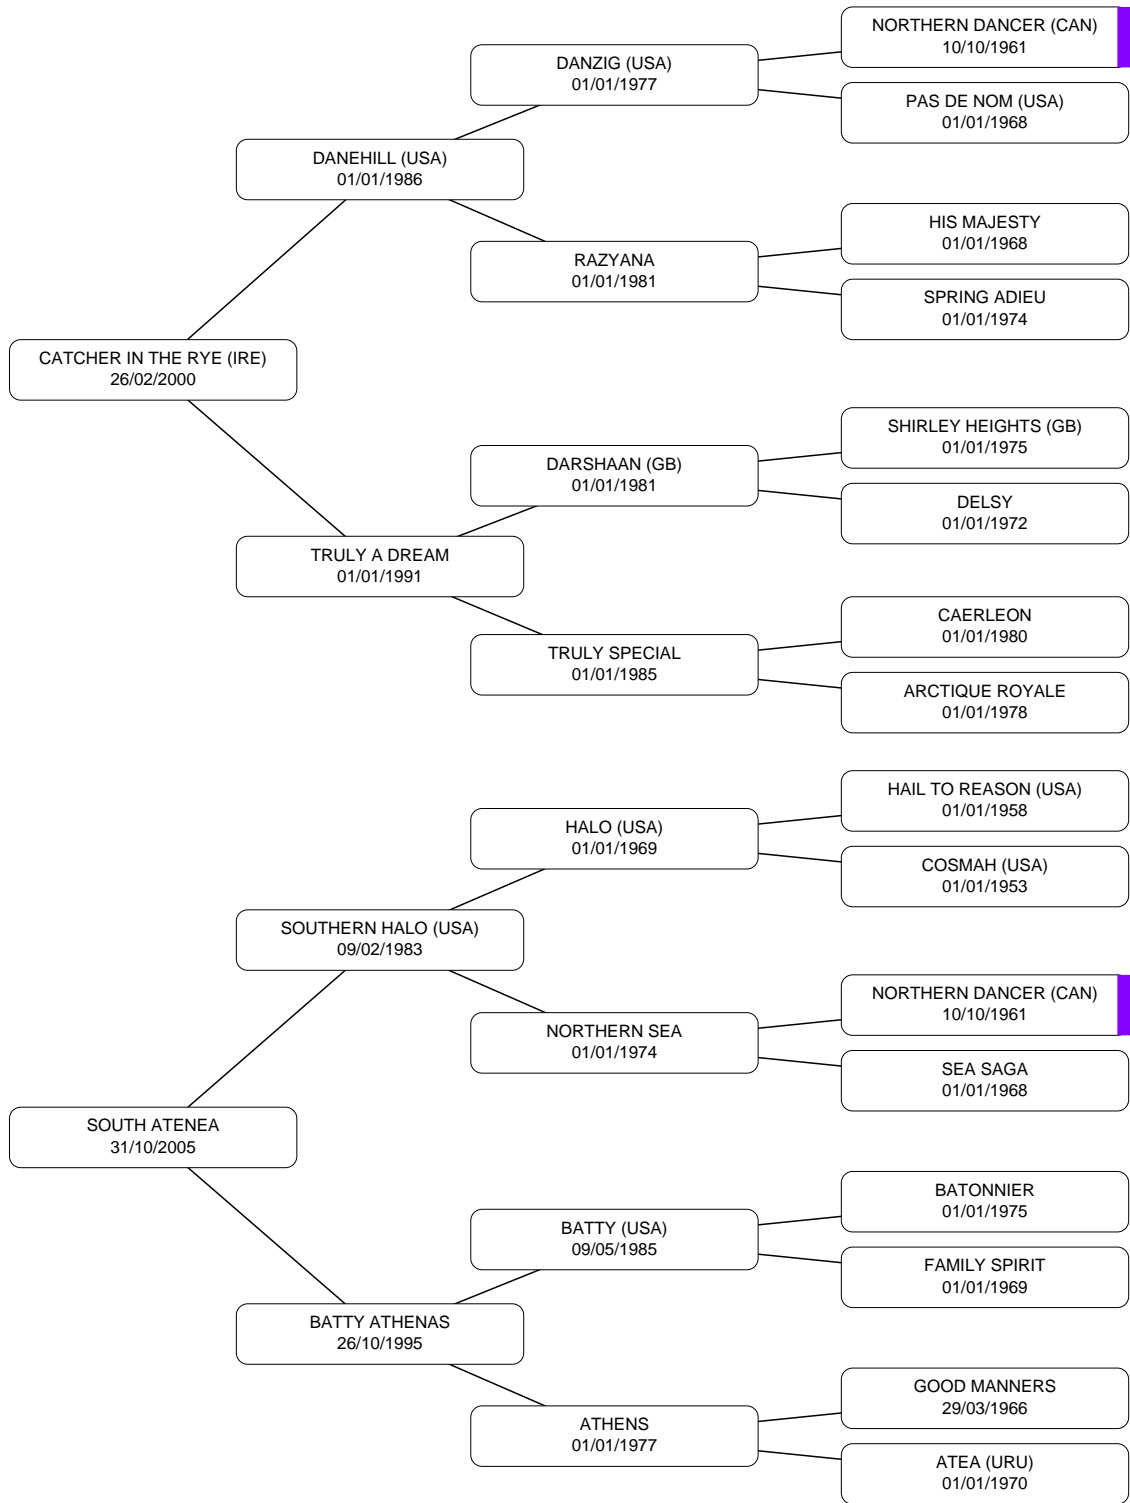 NORTHERN DANCER (CAN)
10/10/1961
DANZIG (USA)
01/01/1977
PAS DE NOM (USA)
01/01/1968
DANEHILL (USA)
01/01/1986
HIS MAJESTY
01/01/1968
RAZYANA
01/01/1981
SPRING ADIEU
01/01/1974
CATCHER IN THE RYE (IRE)
26/02/2000
SHIRLEY HEIGHTS (GB)
01/01/1975
DARSHAAN (GB)
01/01/1981
DELSY
01/01/1972
TRULY A DREAM
01/01/1991
CAERLEON
01/01/1980
TRULY SPECIAL
01/01/1985
ARCTIQUE ROYALE
01/01/1978
HAIL TO REASON (USA)
01/01/1958
HALO (USA)
01/01/1969
COSMAH (USA)
01/01/1953
SOUTHERN HALO (USA)
09/02/1983
NORTHERN DANCER (CAN)
10/10/1961
NORTHERN SEA
01/01/1974
SEA SAGA
01/01/1968
SOUTH ATENEA
31/10/2005
BATONNIER
01/01/1975
BATTY (USA)
09/05/1985
FAMILY SPIRIT
01/01/1969
BATTY ATHENAS
26/10/1995
GOOD MANNERS
29/03/1966
ATHENS
01/01/1977
ATEA (URU)
01/01/1970